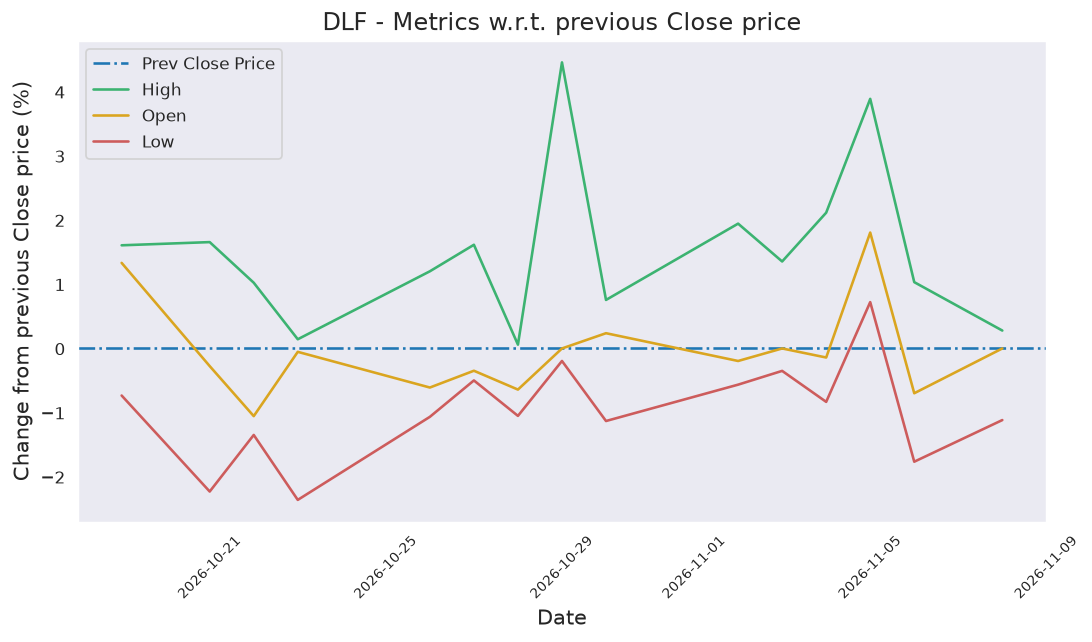 DLF - Metrics w.r.t. previous Close price
Prev Close Price
High
Open
Low
Change from previous Close price (%)
4
3
2
1
0
−1
−2
2026-10-21
2026-10-25
2026-10-29
2026-11-01
2026-11-05
2026-11-09
Date